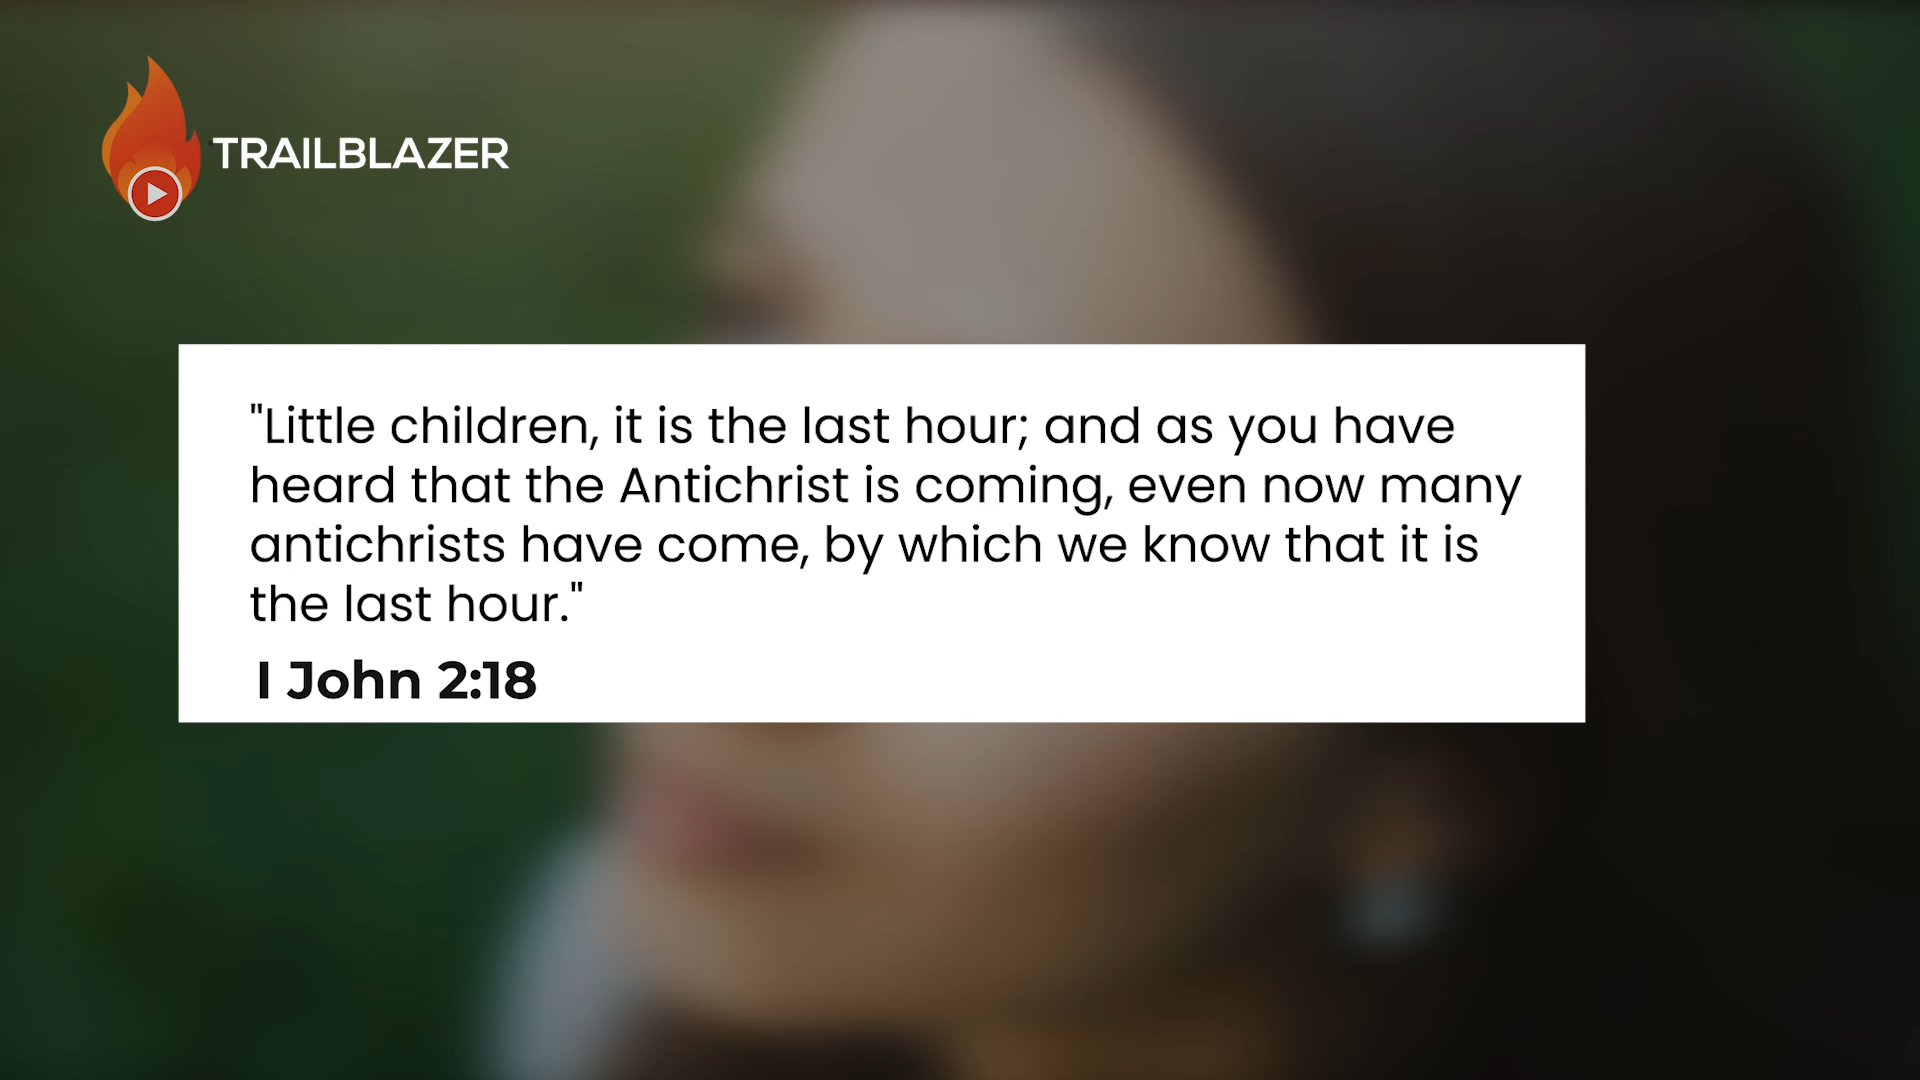 TRAILBLAZER
"Little children, it is the last hour; and as you have
heard that the Antichrist is coming, even now many
antichrists have come, by which we know that it is
the last hour."
I John 2:18